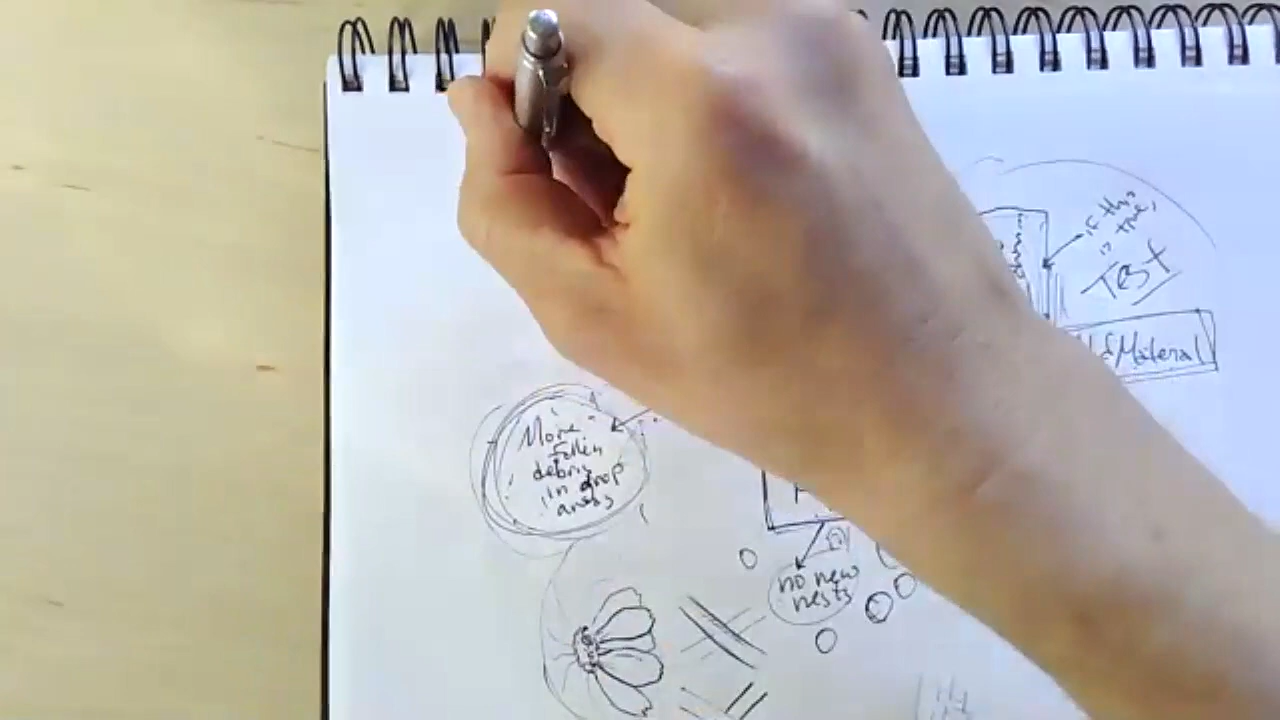 if this
is true,
TEST
Material
More
fallen
debris
in drop
areas
no new
nests